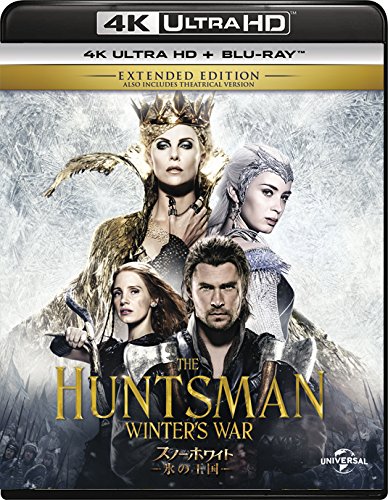 4K ULTRA HD
4K ULTRA HD + BLU-RAY™
EXTENDED EDITION
ALSO INCLUDES THEATRICAL VERSION
THE
HUNTSMAN
WINTER'S WAR
スノーホワイト
－氷の王国－
UNIVERSAL